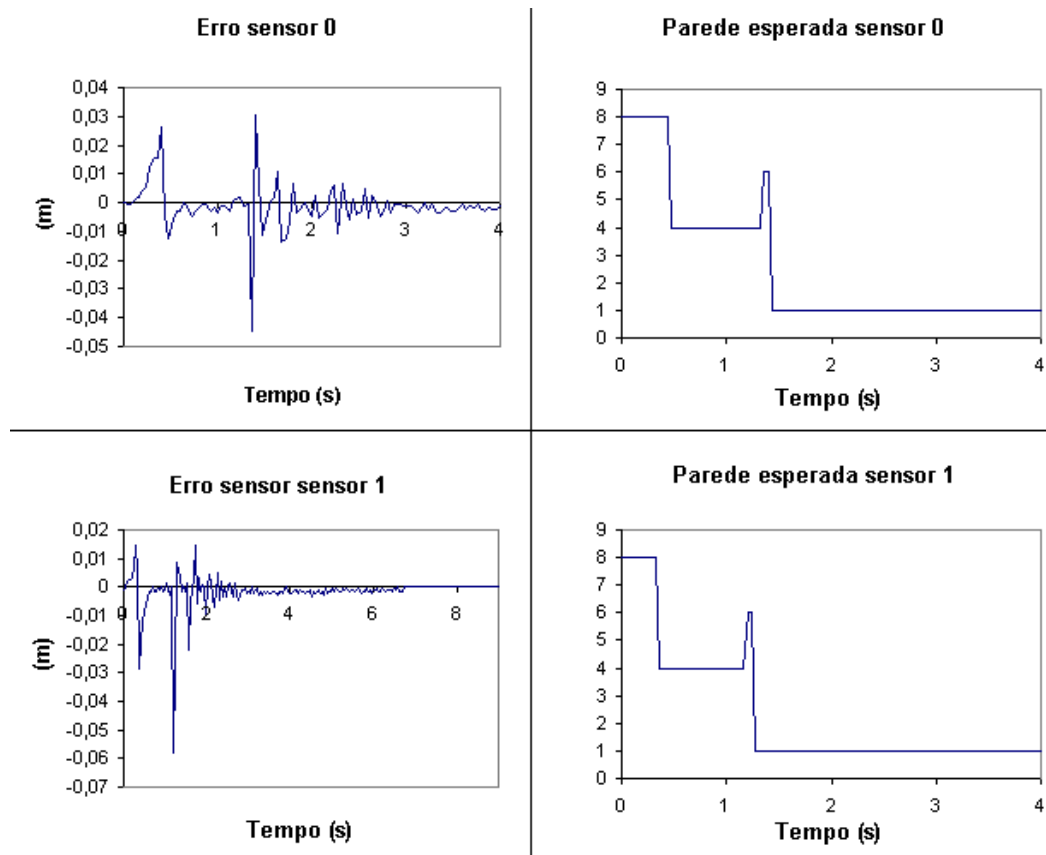 Erro sensor 0
0,04
0,03
0,02
0,01
0
-0,01
-0,02
-0,03
-0,04
-0,05
(m)
0 1 2 3 4
Tempo (s)
Parede esperada sensor 0
9
8
7
6
5
4
3
2
1
0
0 1 2 3 4
Tempo (s)
Erro sensor sensor 1
0,02
0,01
0
-0,01
-0,02
-0,03
-0,04
-0,05
-0,06
-0,07
(m)
0 2 4 6 8
Tempo (s)
Parede esperada sensor 1
9
8
7
6
5
4
3
2
1
0
0 1 2 3 4
Tempo (s)